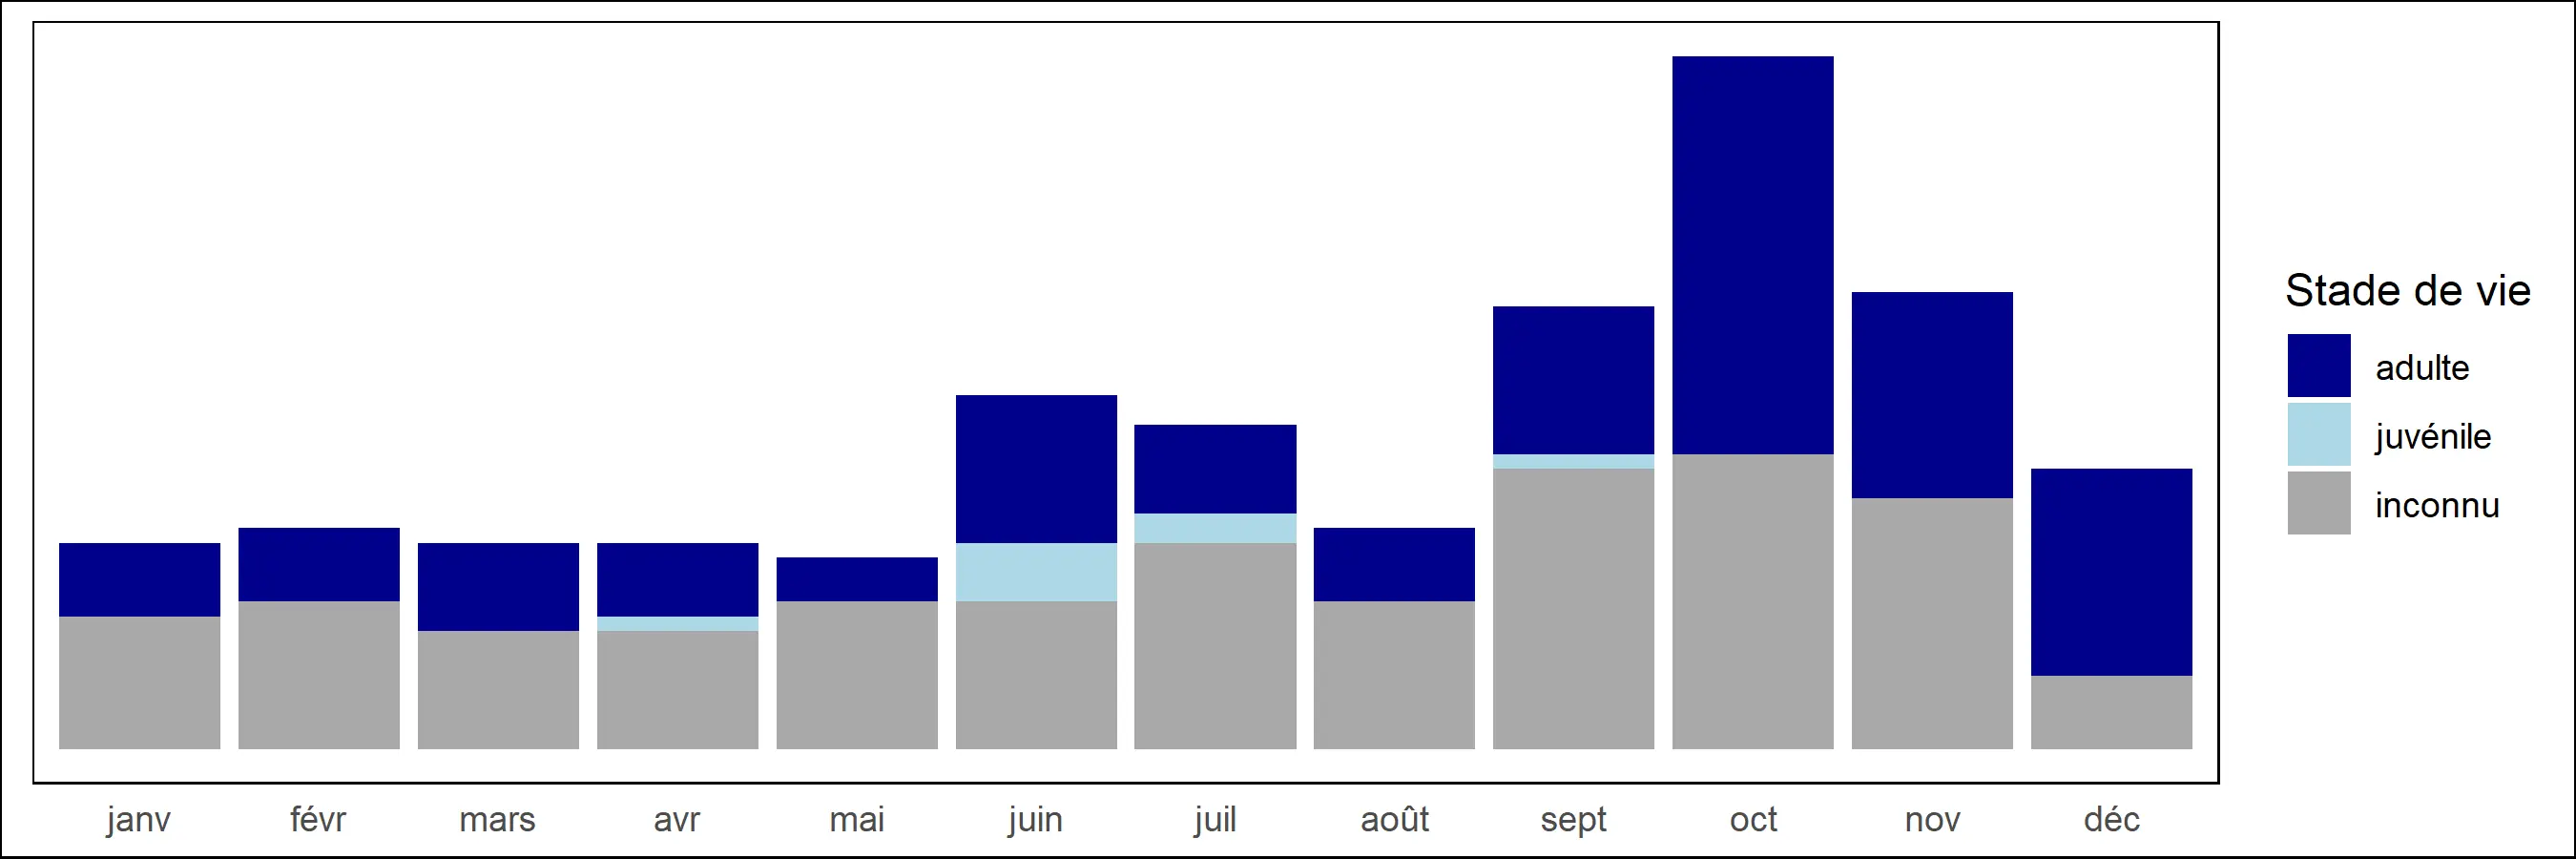 Stade de vie
adulte
juvénile
inconnu
janv févr mars avr mai juin juil août sept oct nov déc